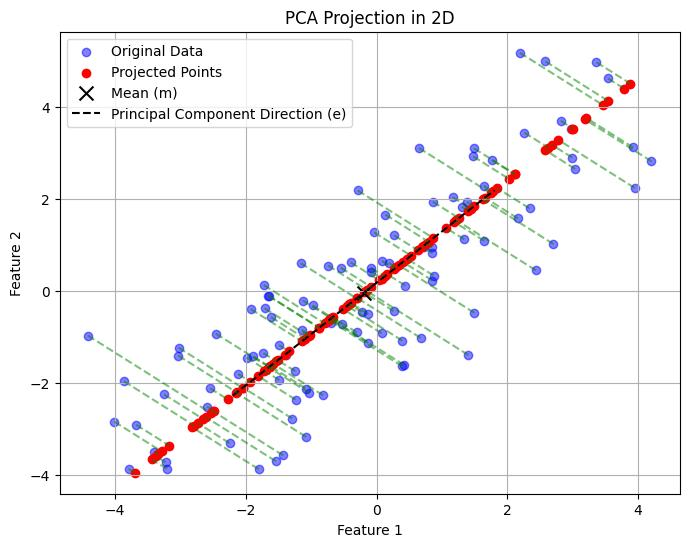 PCA Projection in 2D
Original Data
Projected Points
Mean (m)
Principal Component Direction (e)
4
2
0
−2
−4
Feature 2
−4
−2
0
2
4
Feature 1